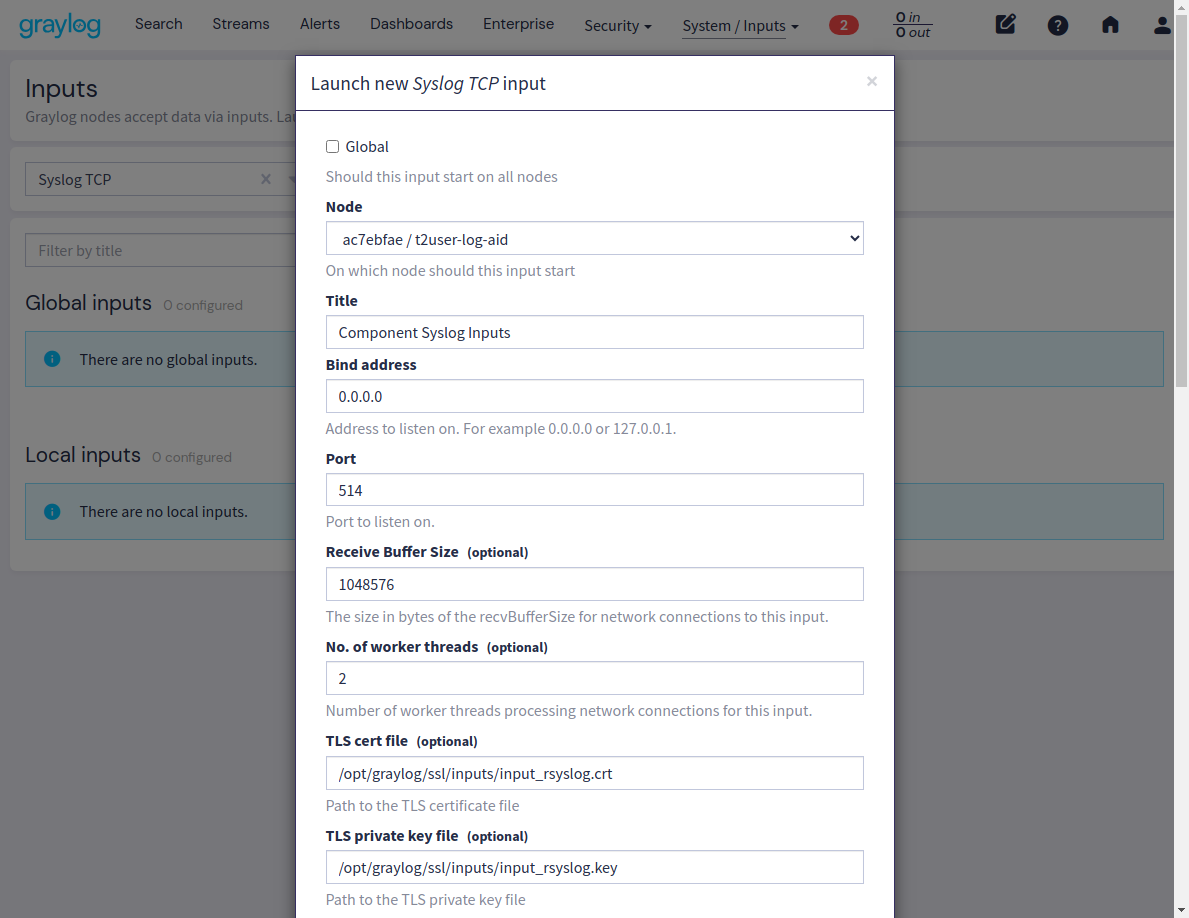 graylog Search Streams Alerts Dashboards Enterprise Security System / Inputs 2 0 in
0 out
Launch new Syslog TCP input ×
Inputs
Graylog nodes accept data via inputs.
Syslog TCP
Filter by title
Global inputs 0 configured
There are no global inputs.
Local inputs 0 configured
There are no local inputs.
Global
Should this input start on all nodes
Node
ac7ebfae / t2user-log-aid
On which node should this input start
Title
Component Syslog Inputs
Bind address
0.0.0.0
Address to listen on. For example 0.0.0.0 or 127.0.0.1.
Port
514
Port to listen on.
Receive Buffer Size (optional)
1048576
The size in bytes of the recvBufferSize for network connections to this input.
No. of worker threads (optional)
2
Number of worker threads processing network connections for this input.
TLS cert file (optional)
/opt/graylog/ssl/inputs/input_rsyslog.crt
Path to the TLS certificate file
TLS private key file (optional)
/opt/graylog/ssl/inputs/input_rsyslog.key
Path to the TLS private key file